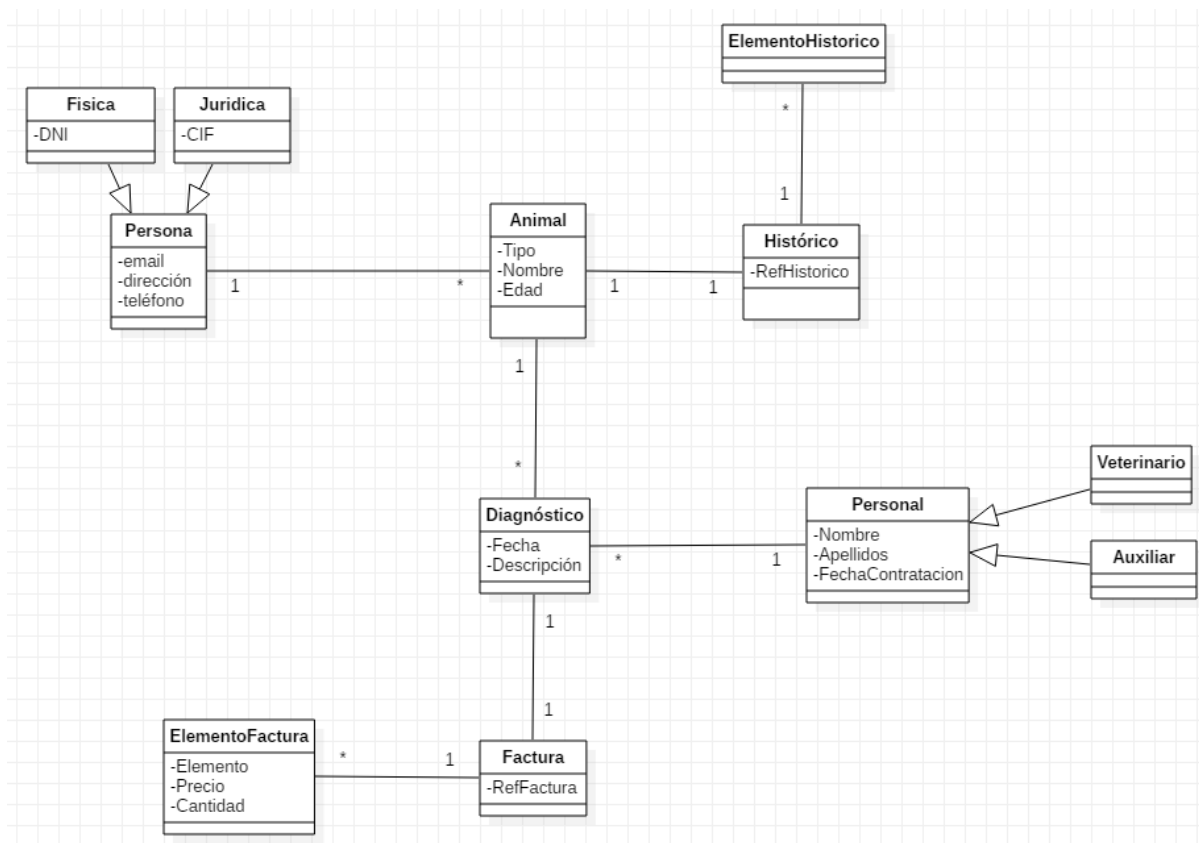 ElementoHistorico
*
1
Fisica
-DNI
Juridica
-CIF
Persona
-email
-dirección
-teléfono
1
*
Animal
-Tipo
-Nombre
-Edad
1
1
Histórico
-RefHistorico
1
*
Diagnóstico
-Fecha
-Descripción
*
1
Personal
-Nombre
-Apellidos
-FechaContratacion
Veterinario
Auxiliar
1
1
ElementoFactura
-Elemento
-Precio
-Cantidad
*
1
Factura
-RefFactura